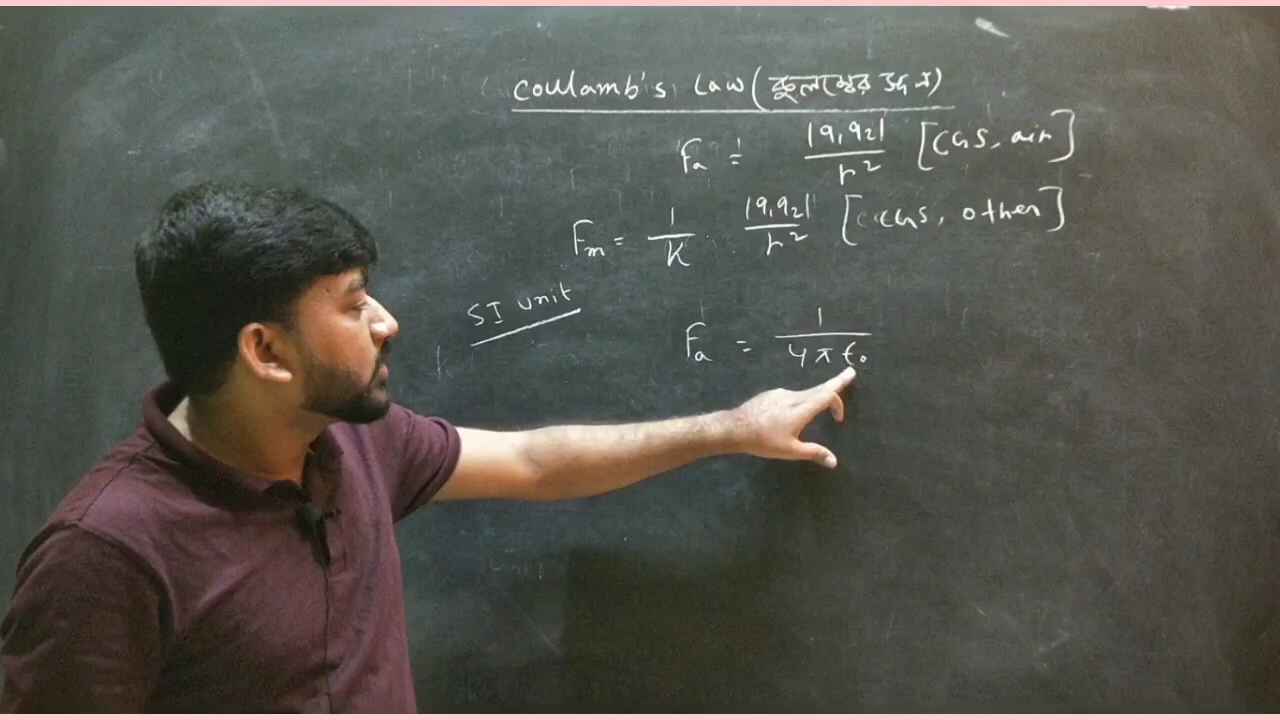 Coulamb's Law (কুলম্বের
Fₐ = |q₁q₂| / r² [CGS, air]
Fₘ = 1/K · |q₁q₂| / r² [CGS, other]
SI unit
Fₐ = 1 / 4πε₀